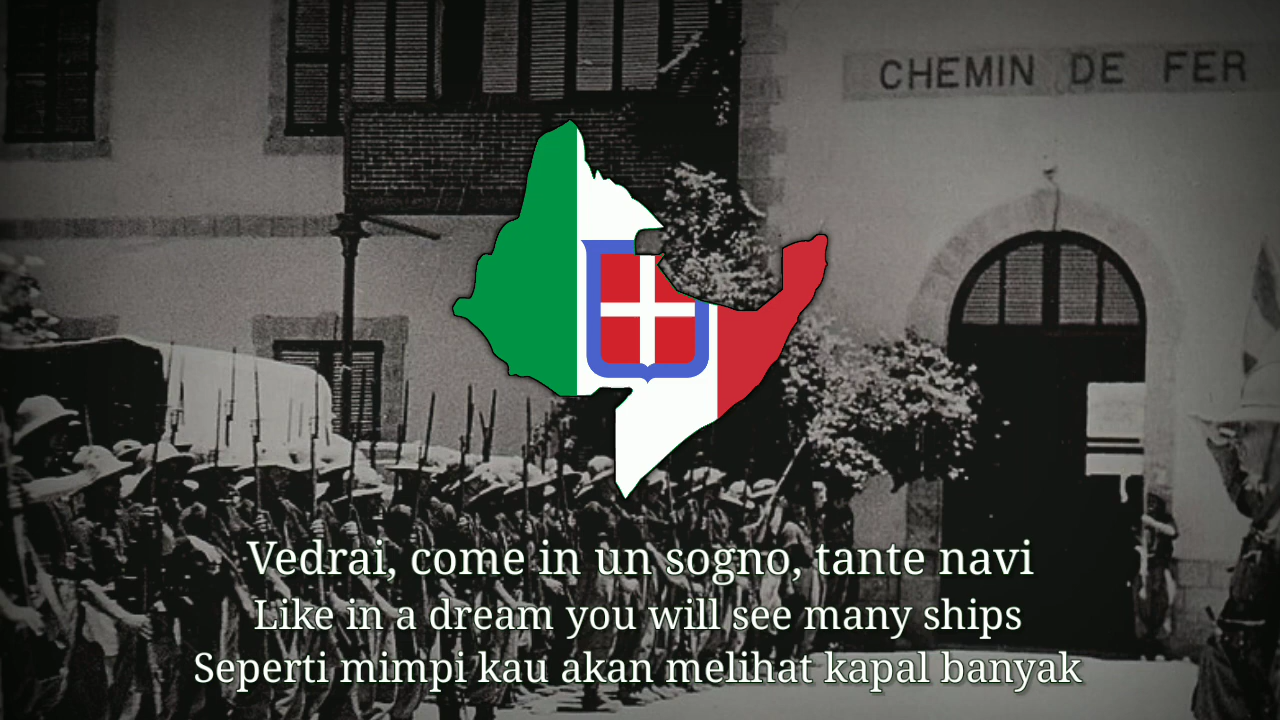 CHEMIN DE FER
Vedrai, come in un sogno, tante navi
Like in a dream you will see many ships
Seperti mimpi kau akan melihat kapal banyak